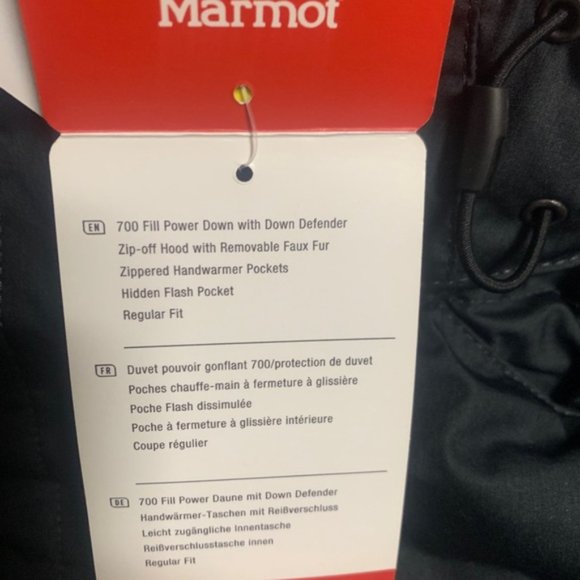 Marmot
EN 700 Fill Power Down with Down Defender
Zip-off Hood with Removable Faux Fur
Zippered Handwarmer Pockets
Hidden Flash Pocket
Regular Fit
FR Duvet pouvoir gonflant 700/protection de duvet
Poches chauffe-main à fermeture à glissière
Poche Flash dissimulée
Poche à fermeture à glissière intérieure
Coupe régulier
DE 700 Fill Power Daune mit Down Defender
Handwärmer-Taschen mit Reißverschluss
Leicht zugängliche Innentasche
Reißverschlusstasche innen
Regular Fit